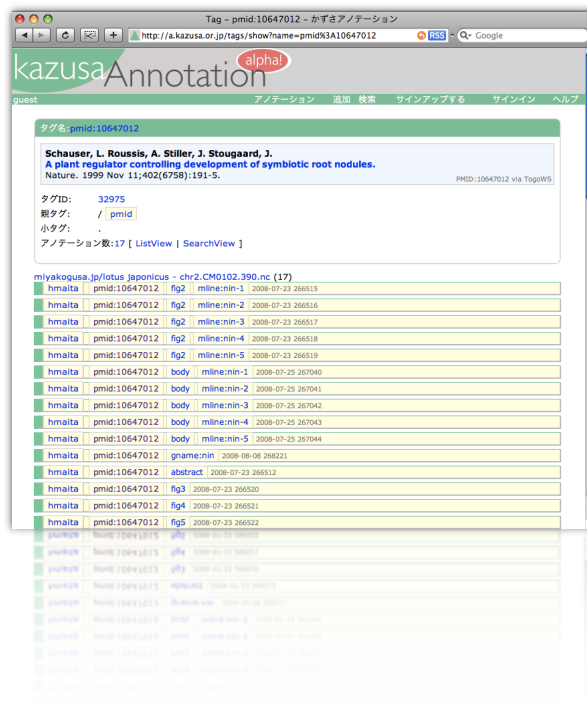 Tag – pmid:10647012 – かずさアノテーション
http://a.kazusa.or.jp/tags/show?name=pmid%3A10647012 RSS Google
kazusaAnnotation alpha!
guest アノテーション 追加 検索 サインアップする サインイン ヘルプ
タグ名:pmid:10647012
Schauser, L. Roussis, A. Stiller, J. Stougaard, J.
A plant regulator controlling development of symbiotic root nodules.
Nature. 1999 Nov 11;402(6758):191-5.
PMID:10647012 via TogoWS
タグID: 32975
親タグ: / pmid
小タグ: .
アノテーション数:17 [ ListView | SearchView ]
miyakogusa.jp/lotus japonicus - chr2.CM0102.390.nc (17)
hmaita pmid:10647012 fig2 mline:nin-1 2008-07-23 266515
hmaita pmid:10647012 fig2 mline:nin-2 2008-07-23 266516
hmaita pmid:10647012 fig2 mline:nin-3 2008-07-23 266517
hmaita pmid:10647012 fig2 mline:nin-4 2008-07-23 266518
hmaita pmid:10647012 fig2 mline:nin-5 2008-07-23 266519
hmaita pmid:10647012 body mline:nin-1 2008-07-25 267040
hmaita pmid:10647012 body mline:nin-2 2008-07-25 267041
hmaita pmid:10647012 body mline:nin-3 2008-07-25 267042
hmaita pmid:10647012 body mline:nin-4 2008-07-25 267043
hmaita pmid:10647012 body mline:nin-5 2008-07-25 267044
hmaita pmid:10647012 gname:nin 2008-08-08 268221
hmaita pmid:10647012 abstract 2008-07-23 266512
hmaita pmid:10647012 fig3 2008-07-23 266520
hmaita pmid:10647012 fig4 2008-07-23 266521
hmaita pmid:10647012 fig5 2008-07-23 266522